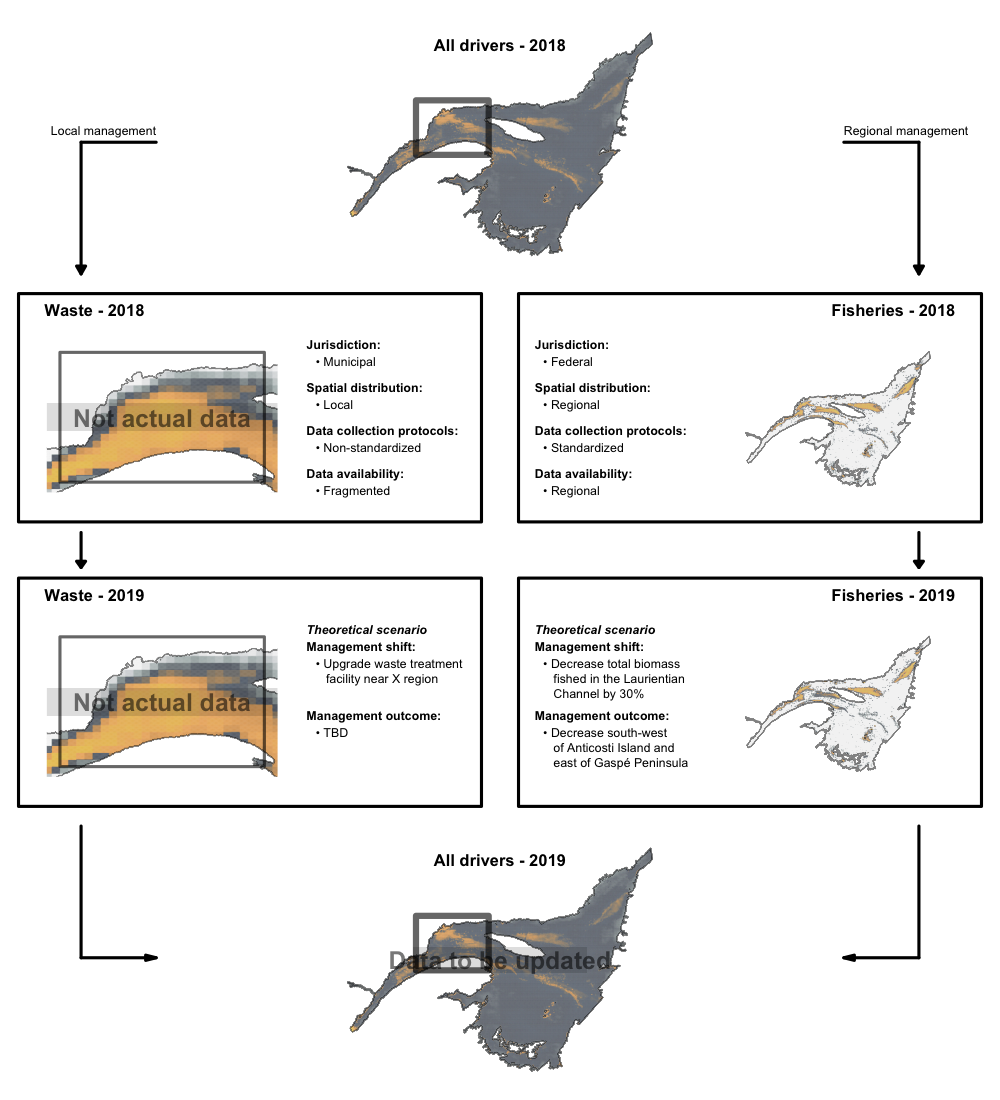 All drivers - 2018
Local management
Regional management
Waste - 2018
Not actual data
Jurisdiction:
• Municipal
Spatial distribution:
• Local
Data collection protocols:
• Non-standardized
Data availability:
• Fragmented
Fisheries - 2018
Jurisdiction:
• Federal
Spatial distribution:
• Regional
Data collection protocols:
• Standardized
Data availability:
• Regional
Waste - 2019
Not actual data
Theoretical scenario
Management shift:
• Upgrade waste treatment
facility near X region
Management outcome:
• TBD
Fisheries - 2019
Theoretical scenario
Management shift:
• Decrease total biomass
fished in the Laurientian
Channel by 30%
Management outcome:
• Decrease south-west
of Anticosti Island and
east of Gaspé Peninsula
All drivers - 2019
Data to be updated